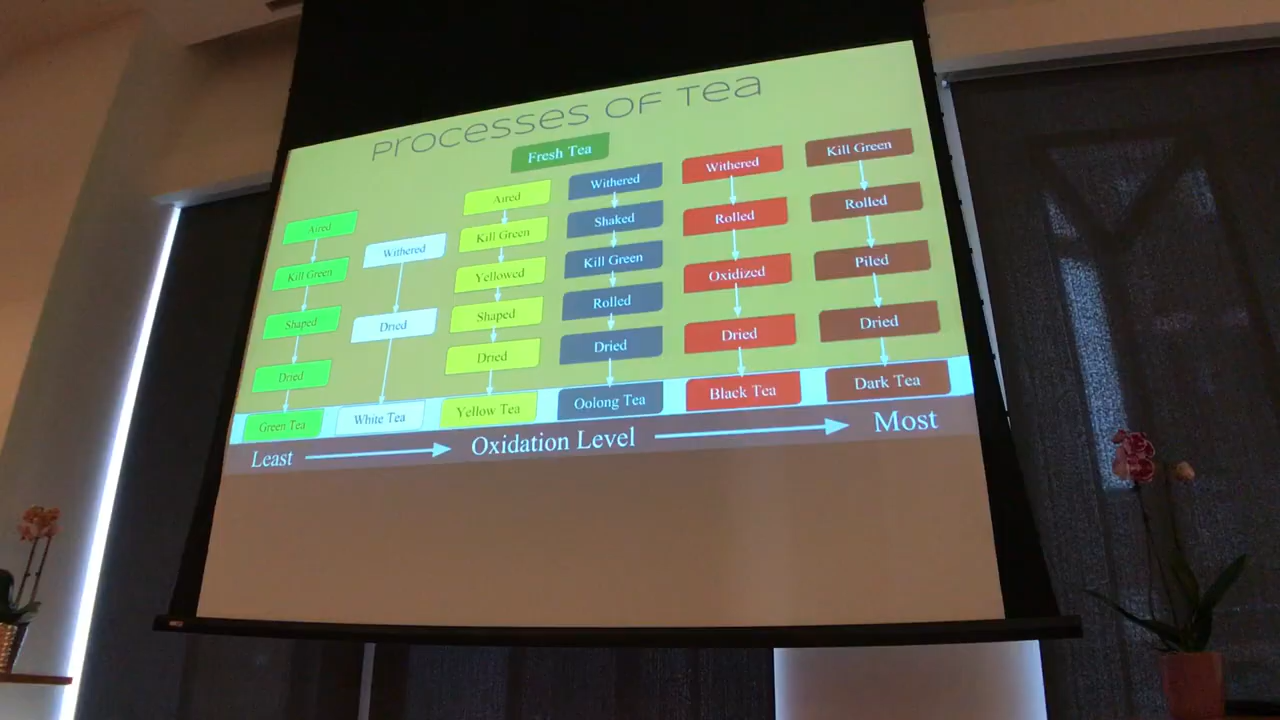 Processes of Tea
Fresh Tea
Aired
Kill Green
Shaped
Dried
Green Tea
Withered
Dried
White Tea
Aired
Kill Green
Yellowed
Shaped
Dried
Yellow Tea
Withered
Shaked
Kill Green
Rolled
Dried
Oolong Tea
Withered
Rolled
Oxidized
Dried
Black Tea
Kill Green
Rolled
Piled
Dried
Dark Tea
Least
Oxidation Level
Most